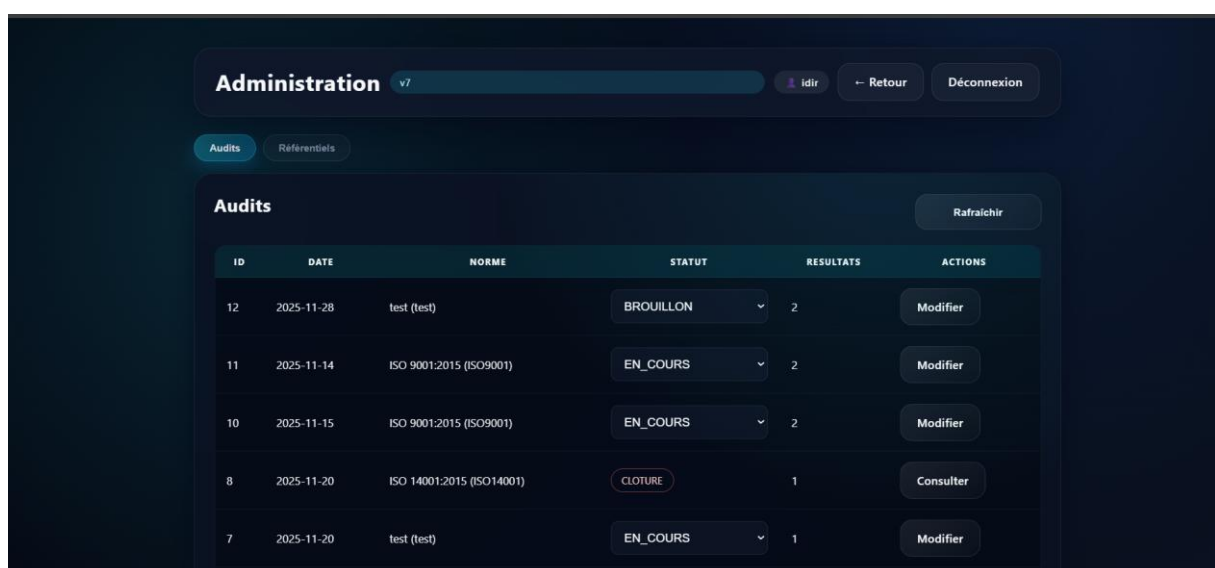 Administration v7 idir ← Retour Déconnexion
Audits Référentiels
Audits Rafraîchir
ID DATE NORME STATUT RESULTATS ACTIONS
12 2025-11-28 test (test) BROUILLON 2 Modifier
11 2025-11-14 ISO 9001:2015 (ISO9001) EN_COURS 2 Modifier
10 2025-11-15 ISO 9001:2015 (ISO9001) EN_COURS 2 Modifier
8 2025-11-20 ISO 14001:2015 (ISO14001) CLOTURE 1 Consulter
7 2025-11-20 test (test) EN_COURS 1 Modifier